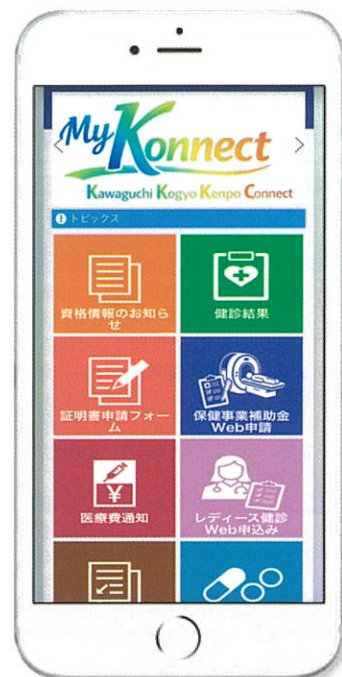 My Konnect
Kawaguchi Kogyo Kenpo Connect
トピックス
資格情報のお知ら
せ
健診結果
証明書申請フォー
ム
保健事業補助金
Web申請
¥
医療費通知
レディース健診
Web申込み